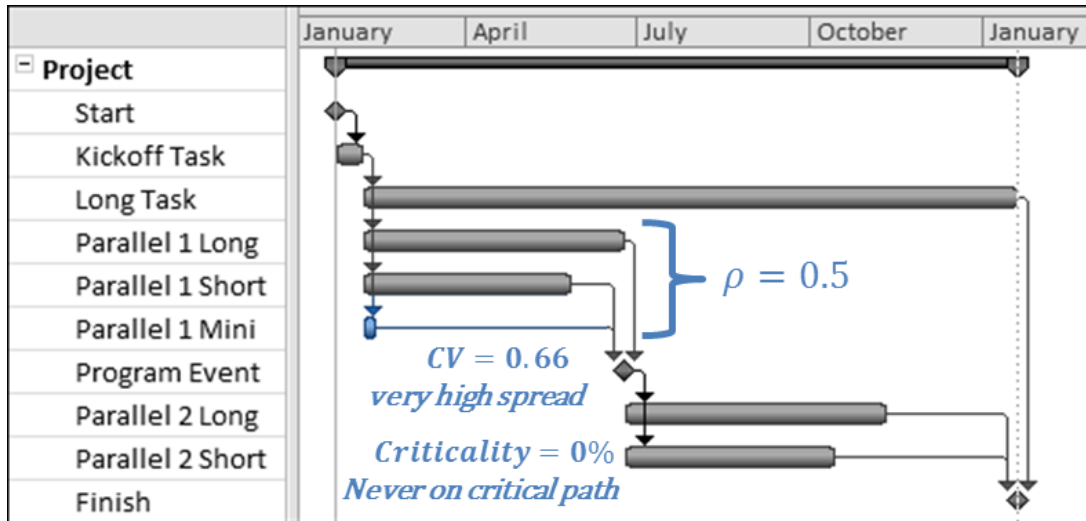 January April July October January
Project
Start
Kickoff Task
Long Task
Parallel 1 Long
Parallel 1 Short
ρ = 0.5
Parallel 1 Mini
CV = 0.66
Program Event
very high spread
Parallel 2 Long
Parallel 2 Short
Criticality = 0%
Never on critical path
Finish